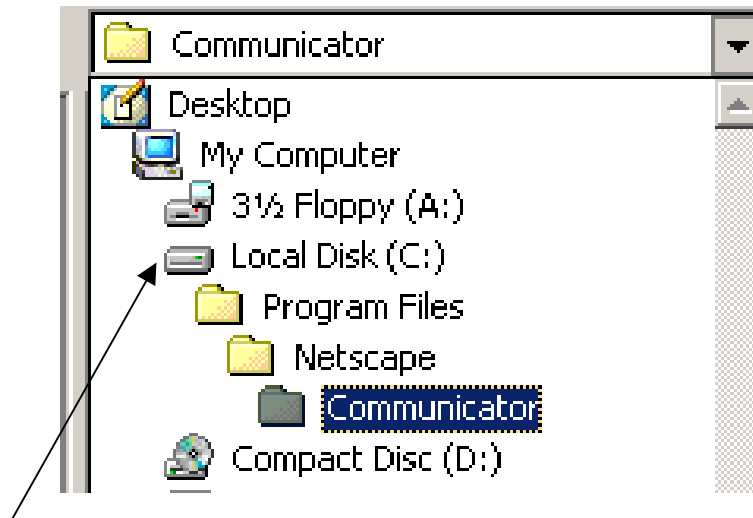 Communicator
Desktop
My Computer
3½ Floppy (A:)
Local Disk (C:)
Program Files
Netscape
Communicator
Compact Disc (D:)